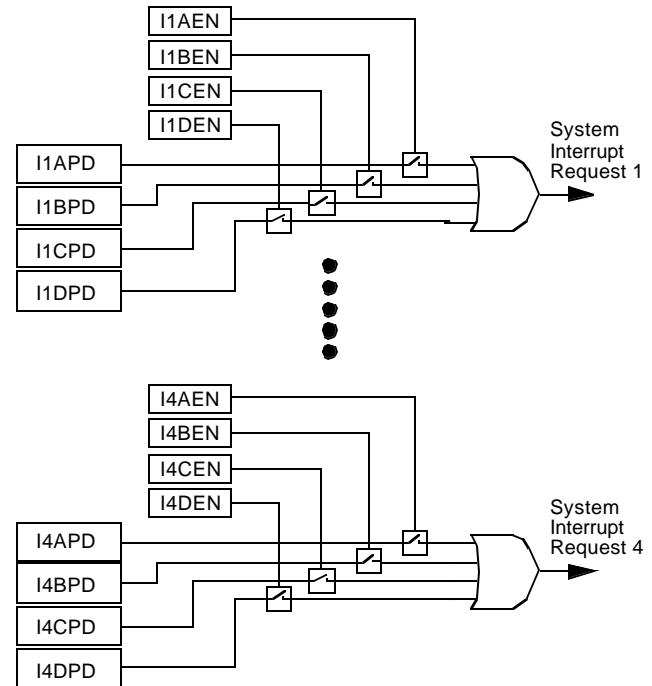 I1AEN
I1BEN
I1CEN
I1DEN
I1APD
I1BPD
I1CPD
I1DPD
System
Interrupt
Request 1
I4AEN
I4BEN
I4CEN
I4DEN
I4APD
I4BPD
I4CPD
I4DPD
System
Interrupt
Request 4